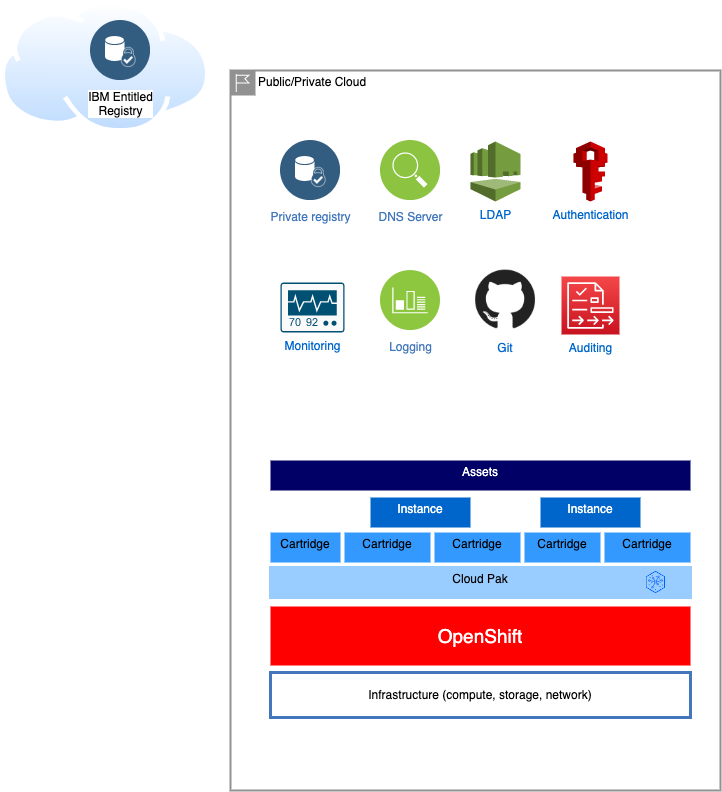 IBM Entitled
Registry
Public/Private Cloud
Private registry
DNS Server
LDAP
Authentication
70 92
Monitoring
Logging
Git
Auditing
Assets
Instance
Instance
Cartridge
Cartridge
Cartridge
Cartridge
Cartridge
Cloud Pak
OpenShift
Infrastructure (compute, storage, network)